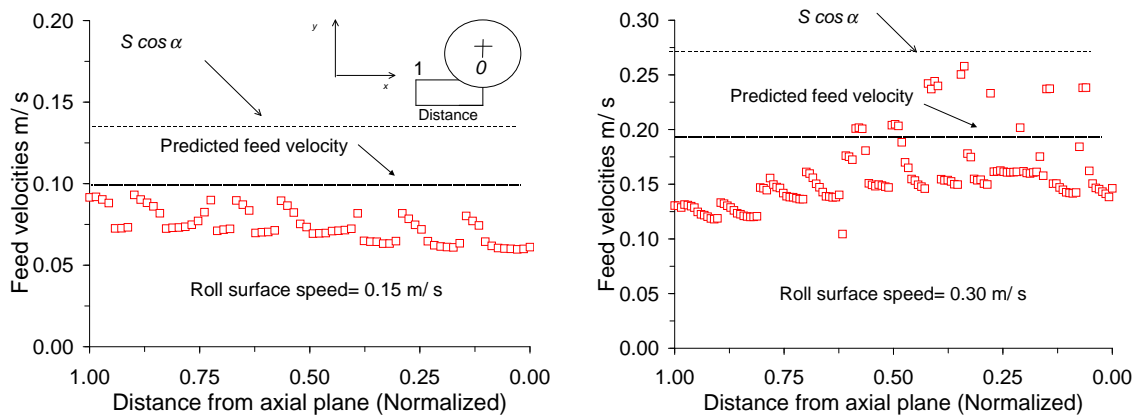 0.20
0.15
0.10
0.05
0.00
Feed velocities m/ s
S cos α
y
x
1
0
Distance
Predicted feed velocity
Roll surface speed= 0.15 m/ s
1.00
0.75
0.50
0.25
0.00
Distance from axial plane (Normalized)
0.30
0.25
0.20
0.15
0.10
0.05
0.00
Feed velocities m/ s
S cos α
Predicted feed velocity
Roll surface speed= 0.30 m/ s
1.00
0.75
0.50
0.25
0.00
Distance from axial plane (Normalized)